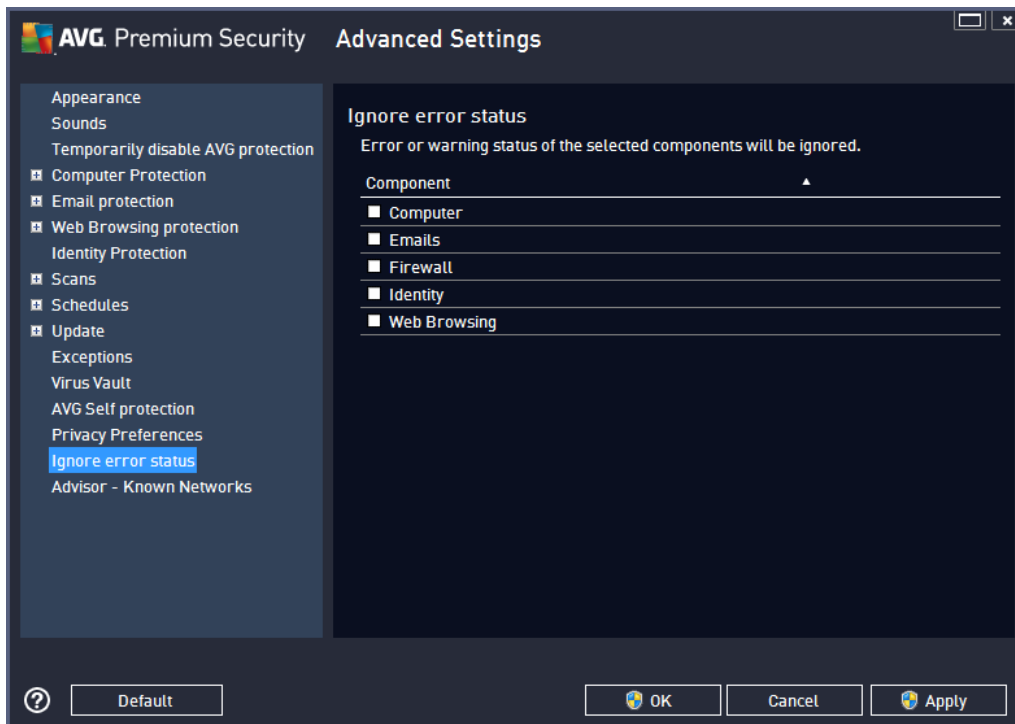 AVG. Premium Security Advanced Settings
Appearance
Sounds
Temporarily disable AVG protection
Computer Protection
Email protection
Web Browsing protection
Identity Protection
Scans
Schedules
Update
Exceptions
Virus Vault
AVG Self protection
Privacy Preferences
Ignore error status
Advisor - Known Networks
Ignore error status
Error or warning status of the selected components will be ignored.
Component
Computer
Emails
Firewall
Identity
Web Browsing
? Default OK Cancel Apply